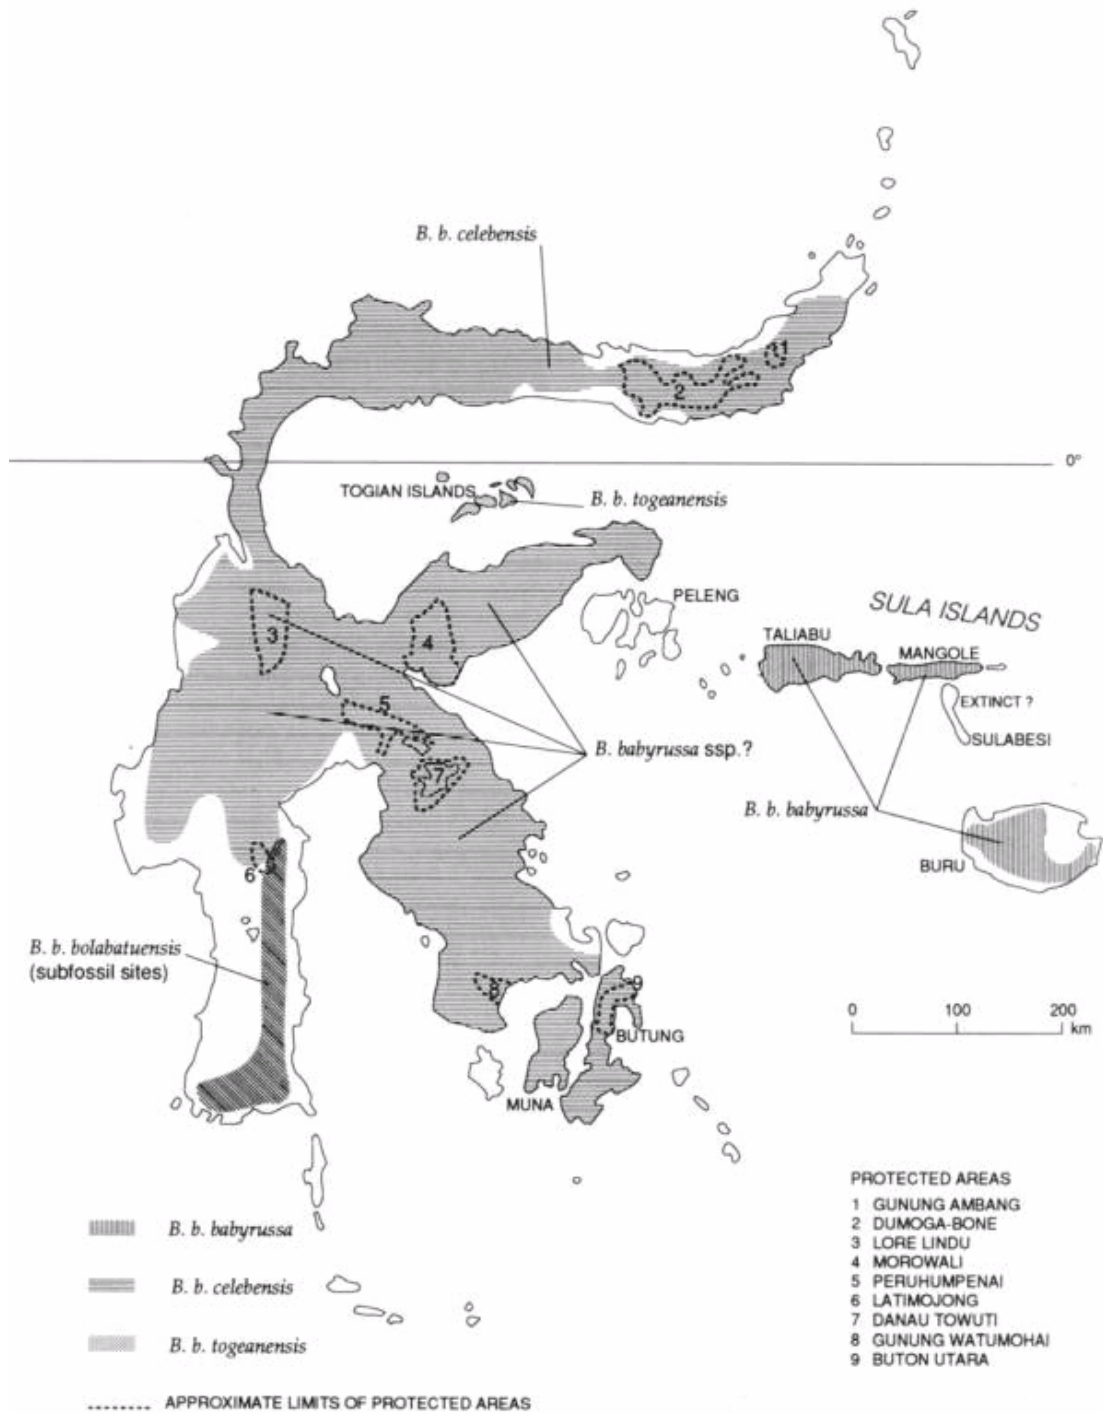 B. b. celebensis
1
2
0°
TOGIAN ISLANDS
B. b. togeanensis
PELENG
SULA ISLANDS
TALIABU
MANGOLE
3
4
EXTINCT ?
SULABESI
5
B. babyrussa ssp.?
7
B. b. babyrussa
BURU
6
B. b. bolabatuensis
(subfossil sites)
8
9
0 100 200
km
BUTUNG
MUNA
PROTECTED AREAS
1 GUNUNG AMBANG
2 DUMOGA-BONE
3 LORE LINDU
4 MOROWALI
5 PERUHUMPENAI
6 LATIMOJONG
7 DANAU TOWUTI
8 GUNUNG WATUMOHAI
9 BUTON UTARA
B. b. babyrussa
B. b. celebensis
B. b. togeanensis
APPROXIMATE LIMITS OF PROTECTED AREAS